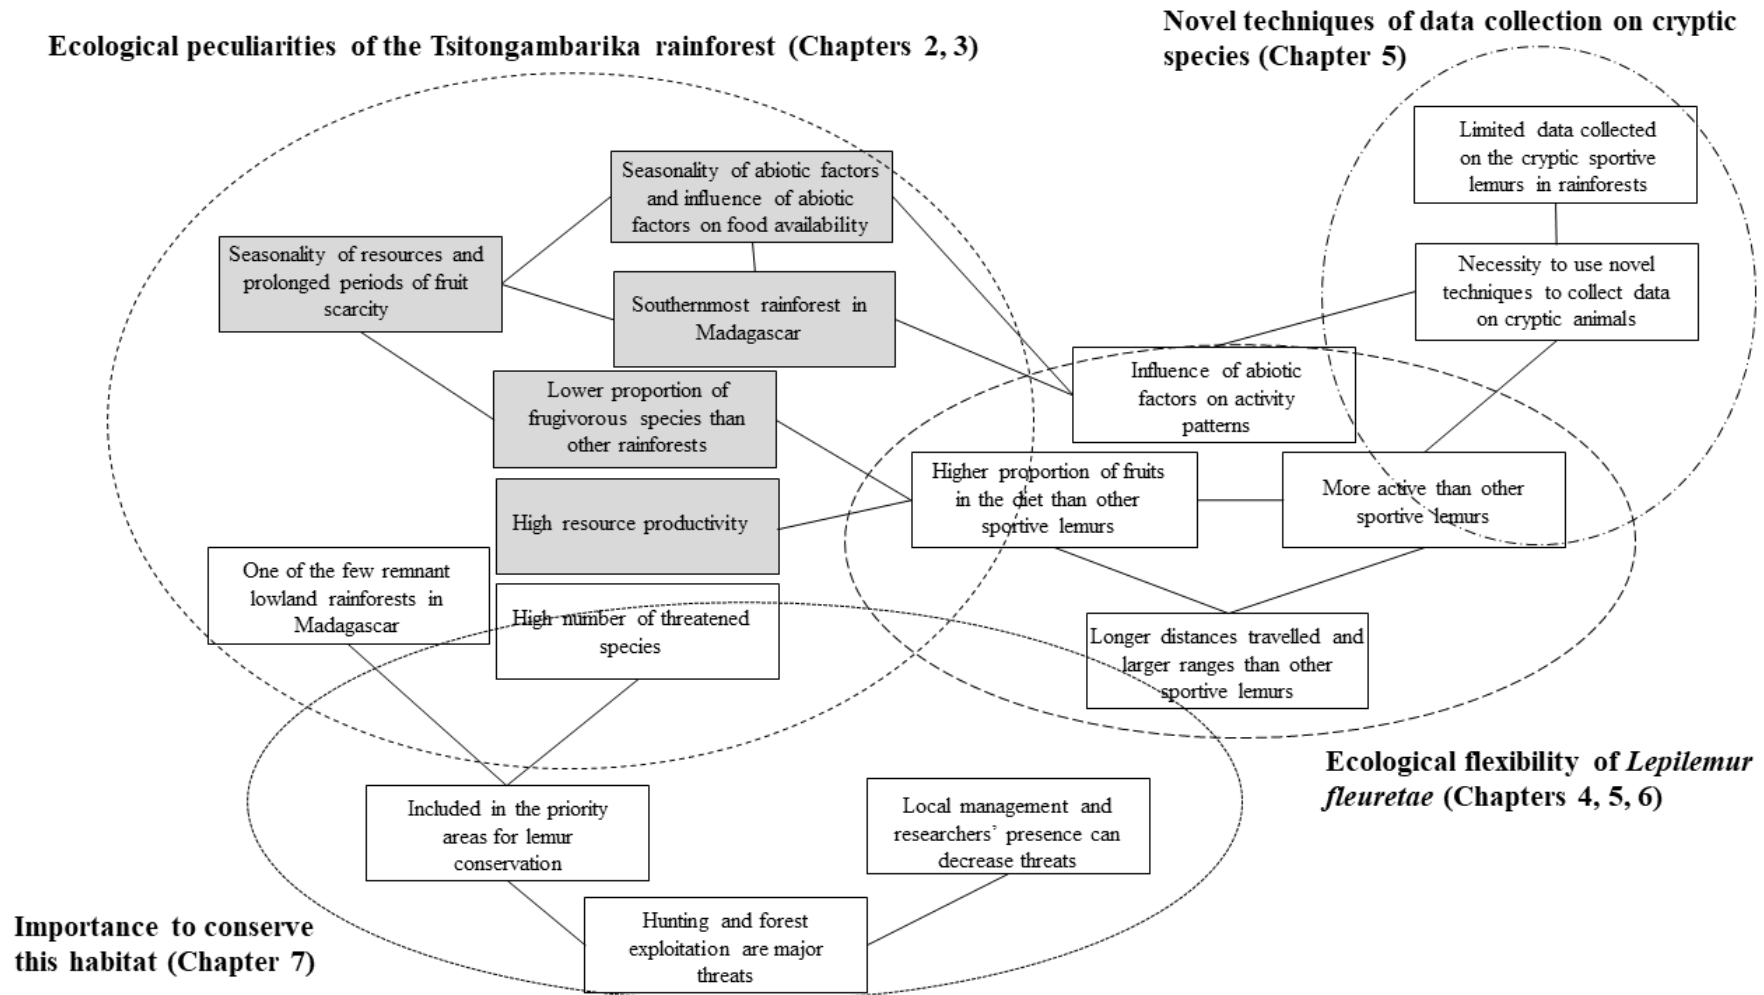 Novel techniques of data collection on cryptic
species (Chapter 5)
Ecological peculiarities of the Tsitongambarika rainforest (Chapters 2, 3)
Limited data collected
on the cryptic sportive
lemurs in rainforests
Seasonality of abiotic factors
and influence of abiotic
factors on food availability
Seasonality of resources and
prolonged periods of fruit
scarcity
Necessity to use novel
techniques to collect data
on cryptic animals
Southernmost rainforest in
Madagascar
Influence of abiotic
factors on activity
patterns
Lower proportion of
frugivorous species than
other rainforests
Higher proportion of fruits
in the diet than other
sportive lemurs
More active than other
sportive lemurs
High resource productivity
One of the few remnant
lowland rainforests in
Madagascar
High number of threatened
species
Longer distances travelled and
larger ranges than other
sportive lemurs
Ecological flexibility of Lepilemur
fleuretae (Chapters 4, 5, 6)
Included in the priority
areas for lemur
conservation
Local management and
researchers’ presence can
decrease threats
Importance to conserve
this habitat (Chapter 7)
Hunting and forest
exploitation are major
threats